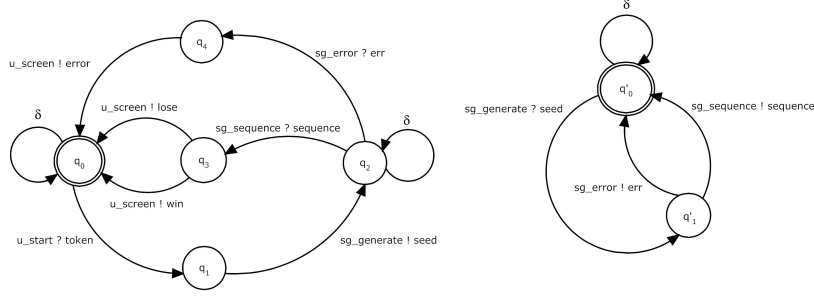 δ
q4
sg_error ? err
u_screen ! error
u_screen ! lose
δ
sg_sequence ? sequence
δ
q0
q3
q2
u_screen ! win
u_start ? token
sg_generate ! seed
q1
δ
q'0
sg_generate ? seed
sg_sequence ! sequence
sg_error ! err
q'1